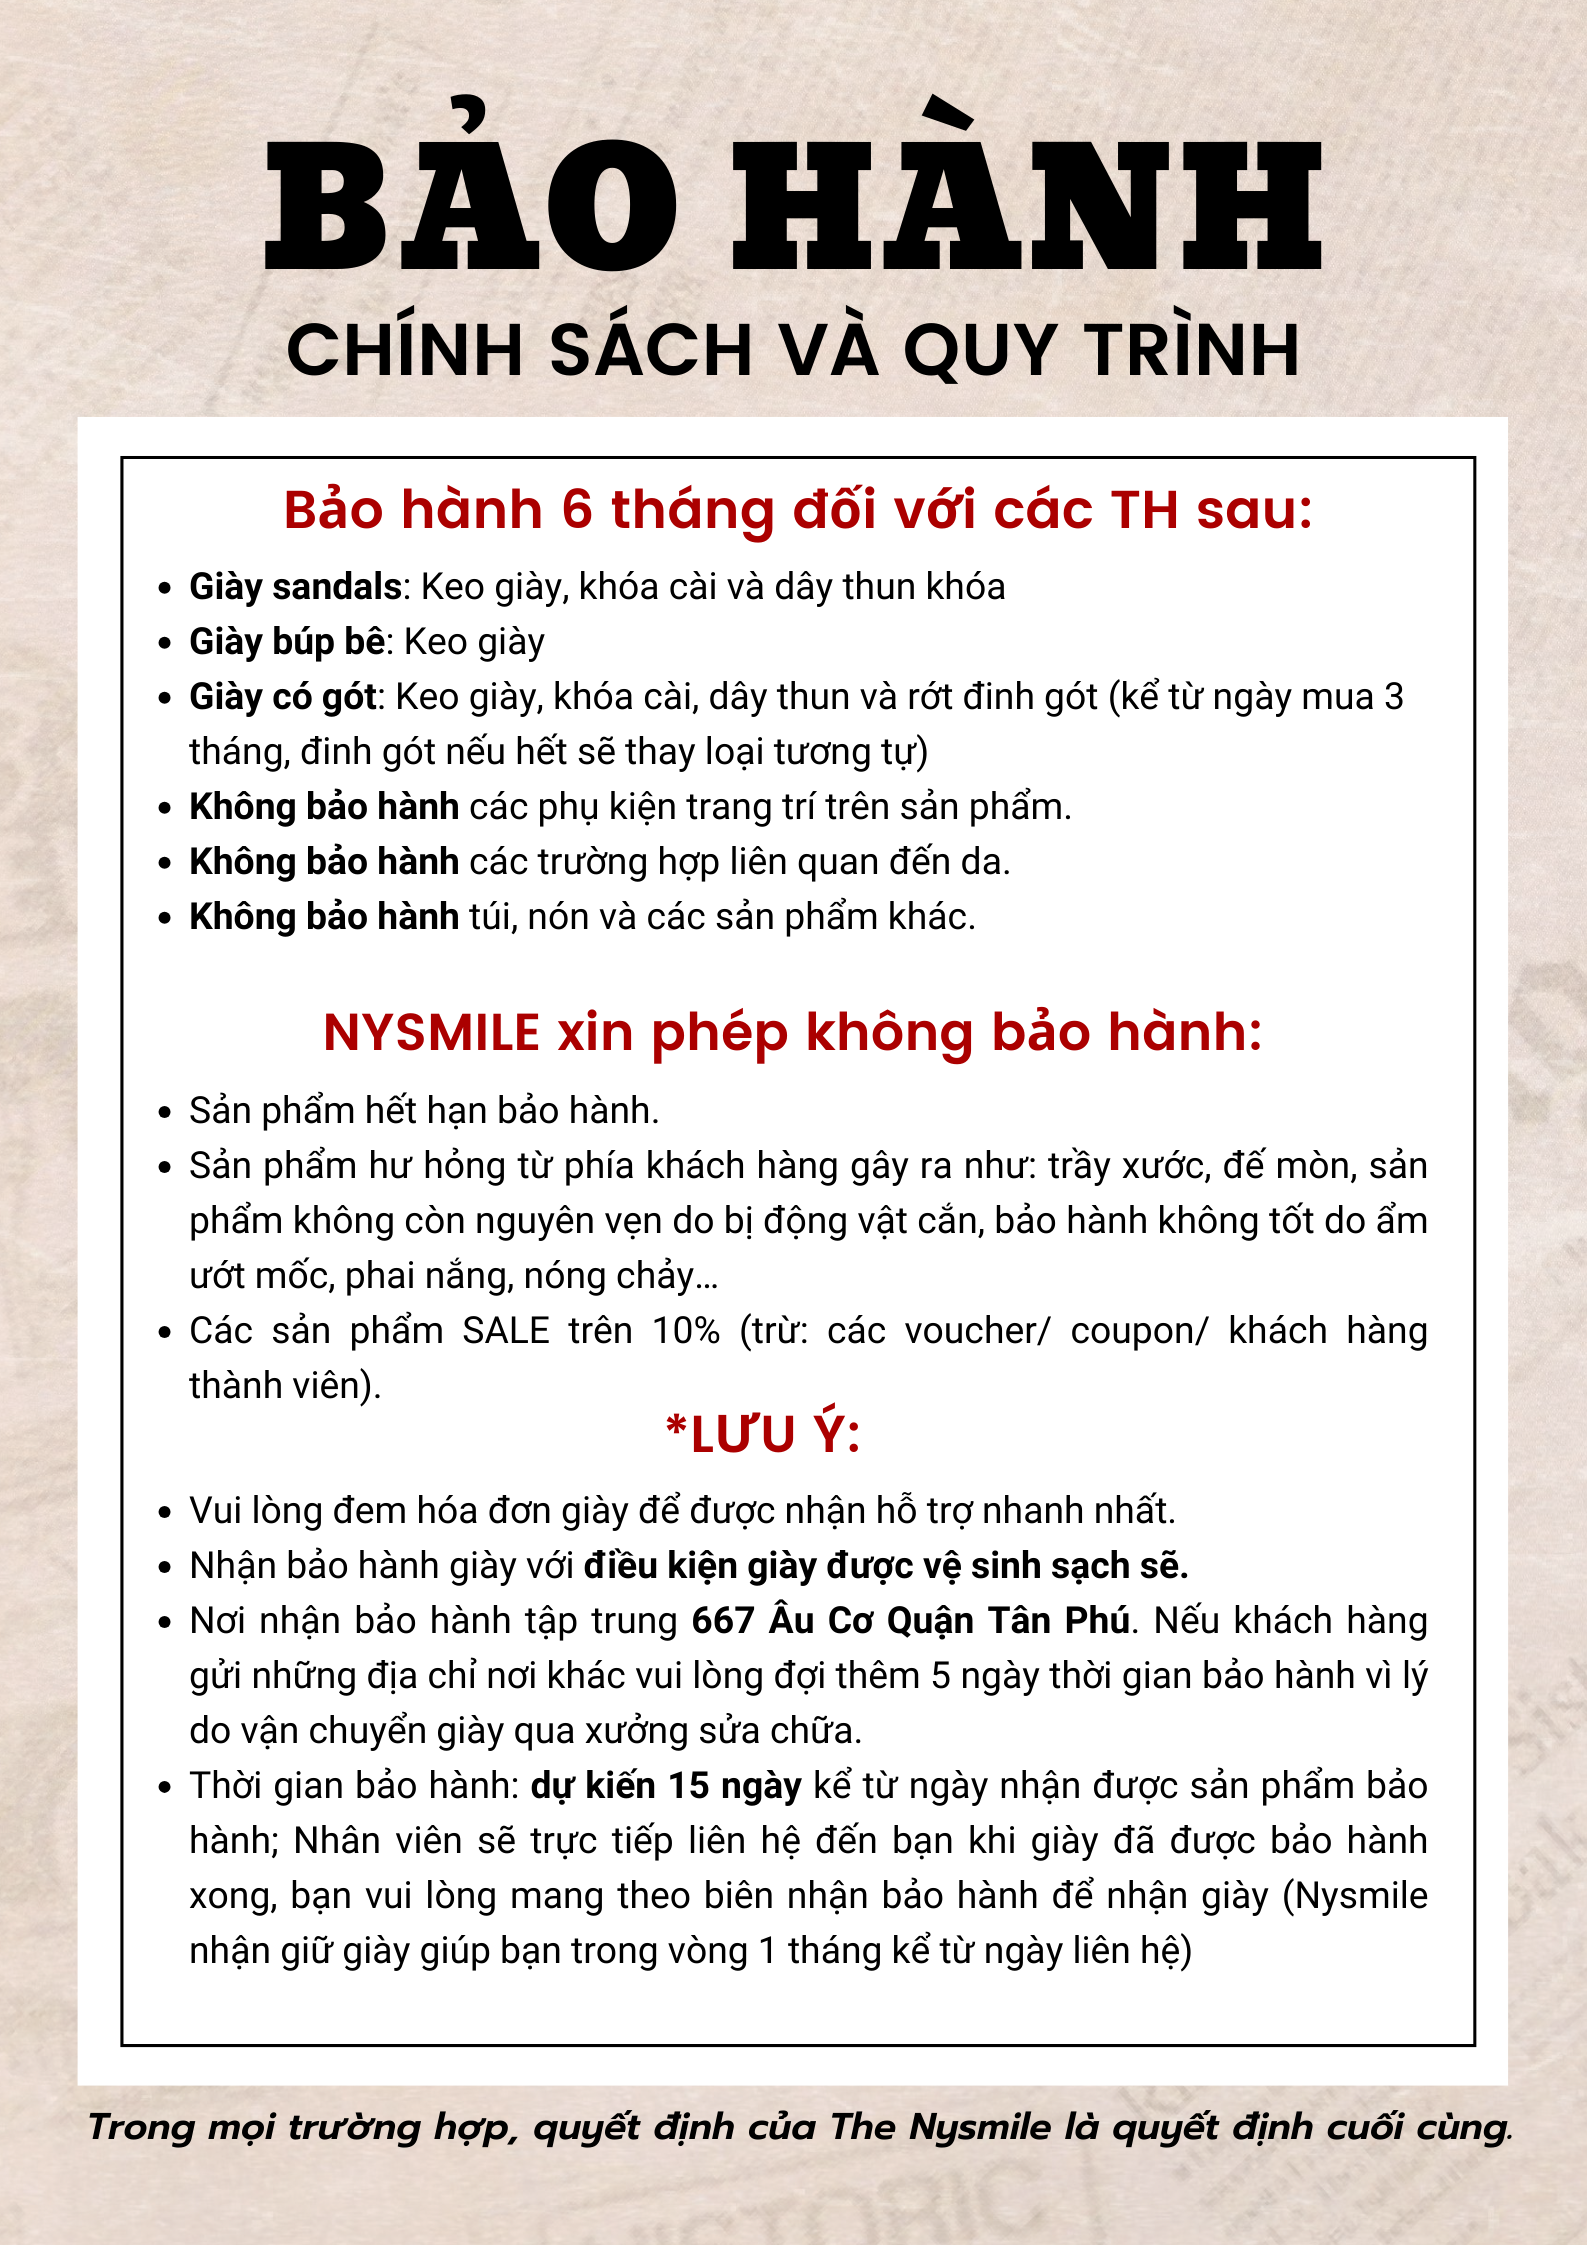 BẢO HÀNH
CHÍNH SÁCH VÀ QUY TRÌNH
Bảo hành 6 tháng đối với các TH sau:
• Giày sandals: Keo giày, khóa cài và dây thun khóa
• Giày búp bê: Keo giày
• Giày có gót: Keo giày, khóa cài, dây thun và rớt đinh gót (kể từ ngày mua 3
tháng, đinh gót nếu hết sẽ thay loại tương tự)
• Không bảo hành các phụ kiện trang trí trên sản phẩm.
• Không bảo hành các trường hợp liên quan đến da.
• Không bảo hành túi, nón và các sản phẩm khác.
NYSMILE xin phép không bảo hành:
• Sản phẩm hết hạn bảo hành.
• Sản phẩm hư hỏng từ phía khách hàng gây ra như: trầy xước, đế mòn, sản
phẩm không còn nguyên vẹn do bị động vật cắn, bảo hành không tốt do ẩm
ướt mốc, phai nắng, nóng chảy...
• Các sản phẩm SALE trên 10% (trừ: các voucher/ coupon/ khách hàng
thành viên).
*LƯU Ý:
• Vui lòng đem hóa đơn giày để được nhận hỗ trợ nhanh nhất.
• Nhận bảo hành giày với điều kiện giày được vệ sinh sạch sẽ.
• Nơi nhận bảo hành tập trung 667 Âu Cơ Quận Tân Phú. Nếu khách hàng
gửi những địa chỉ nơi khác vui lòng đợi thêm 5 ngày thời gian bảo hành vì lý
do vận chuyển giày qua xưởng sửa chữa.
• Thời gian bảo hành: dự kiến 15 ngày kể từ ngày nhận được sản phẩm bảo
hành; Nhân viên sẽ trực tiếp liên hệ đến bạn khi giày đã được bảo hành
xong, bạn vui lòng mang theo biên nhận bảo hành để nhận giày (Nysmile
nhận giữ giày giúp bạn trong vòng 1 tháng kể từ ngày liên hệ)
Trong mọi trường hợp, quyết định của The Nysmile là quyết định cuối cùng.